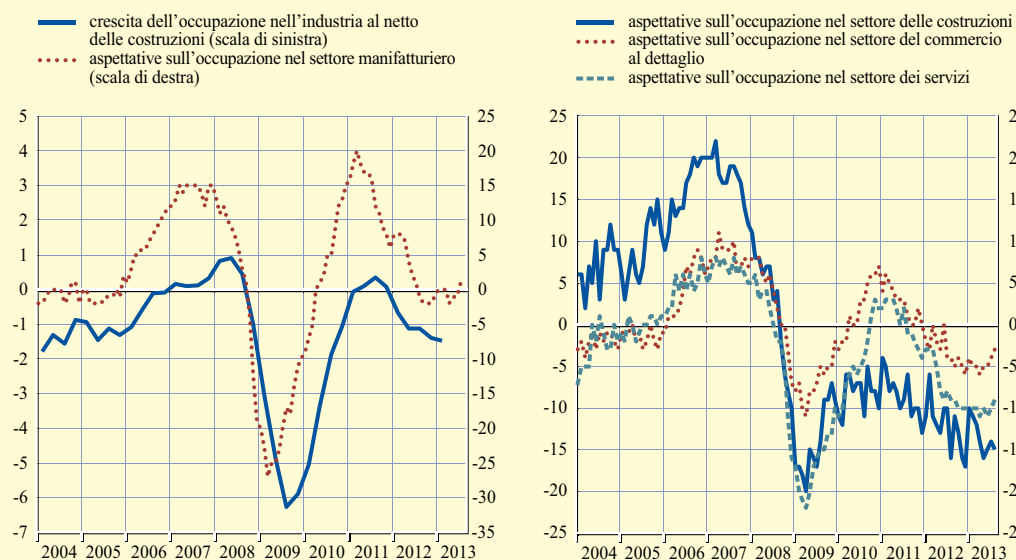 crescita dell'occupazione nell'industria al netto
delle costruzioni (scala di sinistra)
aspettative sull'occupazione nel settore manifatturiero
(scala di destra)
5 25
4 20
3 15
2 10
1 5
0 0
-1 -5
-2 -10
-3 -15
-4 -20
-5 -25
-6 -30
-7 -35
2004 2005 2006 2007 2008 2009 2010 2011 2012 2013
aspettative sull'occupazione nel settore delle costruzioni
aspettative sull'occupazione nel settore del commercio
al dettaglio
aspettative sull'occupazione nel settore dei servizi
25
20
15
10
5
0
-5
-10
-15
-20
-25
2004 2005 2006 2007 2008 2009 2010 2011 2012 2013